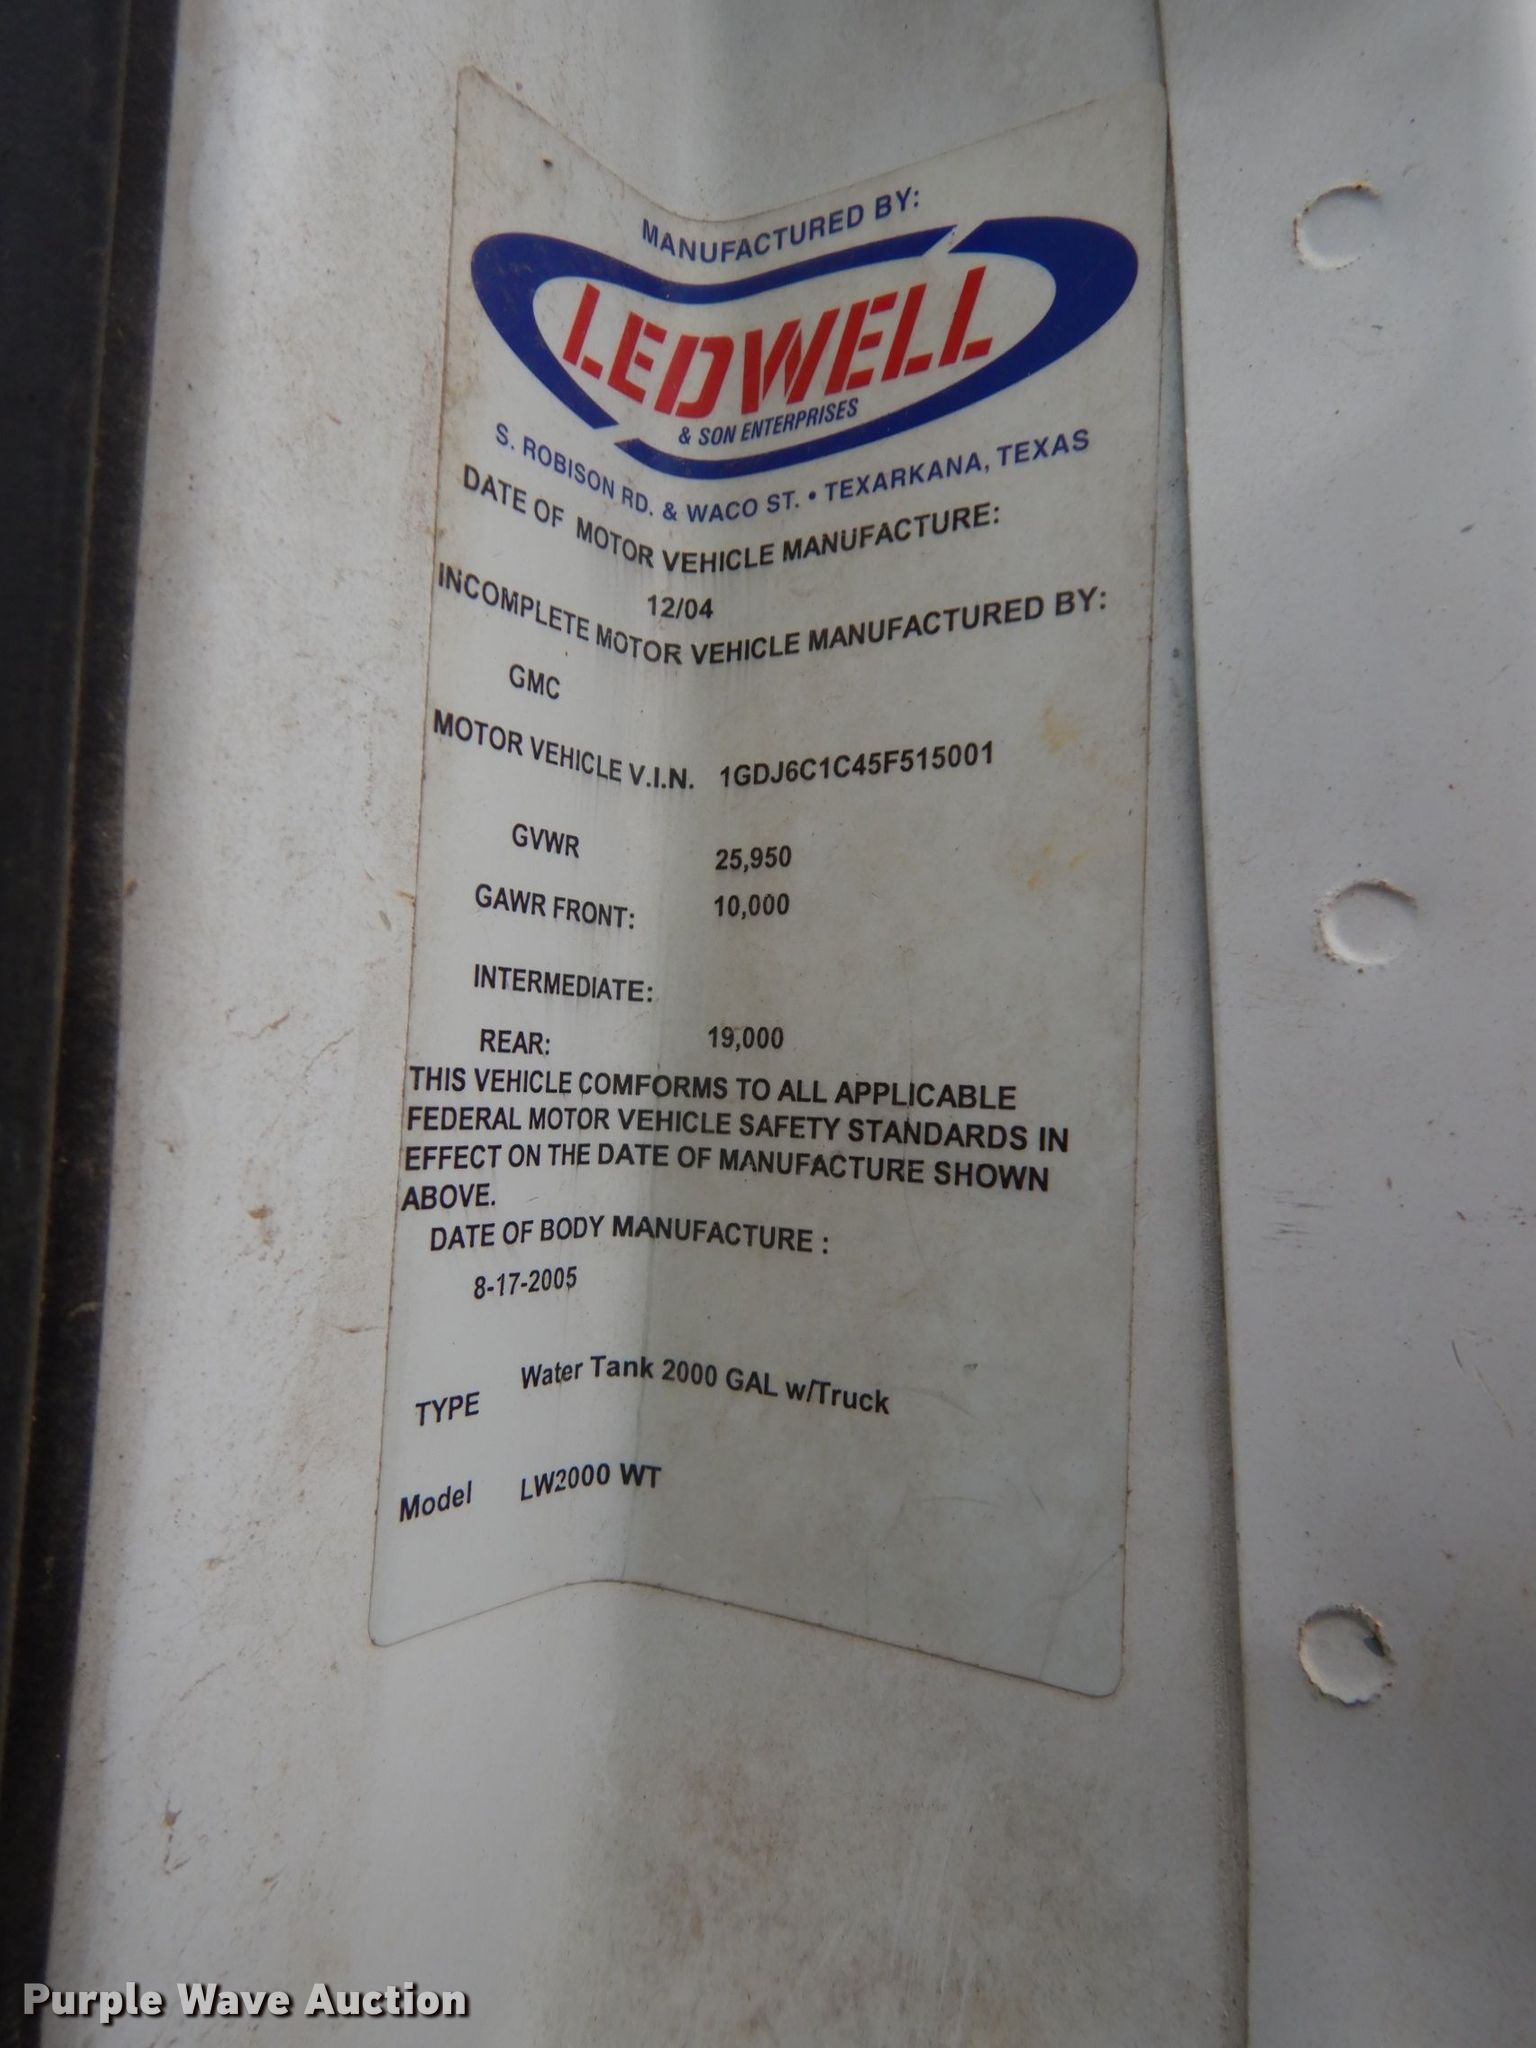 MANUFACTURED BY:
LEDWELL
& SON ENTERPRISES
S. ROBISON RD. & WACO ST. • TEXARKANA, TEXAS
DATE OF MOTOR VEHICLE MANUFACTURE:
12/04
INCOMPLETE MOTOR VEHICLE MANUFACTURED BY:
GMC
MOTOR VEHICLE V.I.N. 1GDJ6C1C45F515001
GVWR 25,950
GAWR FRONT: 10,000
INTERMEDIATE:
REAR: 19,000
THIS VEHICLE COMFORMS TO ALL APPLICABLE
FEDERAL MOTOR VEHICLE SAFETY STANDARDS IN
EFFECT ON THE DATE OF MANUFACTURE SHOWN
ABOVE.
DATE OF BODY MANUFACTURE :
8-17-2005
TYPE Water Tank 2000 GAL w/Truck
Model LW2000 WT
Purple Wave Auction